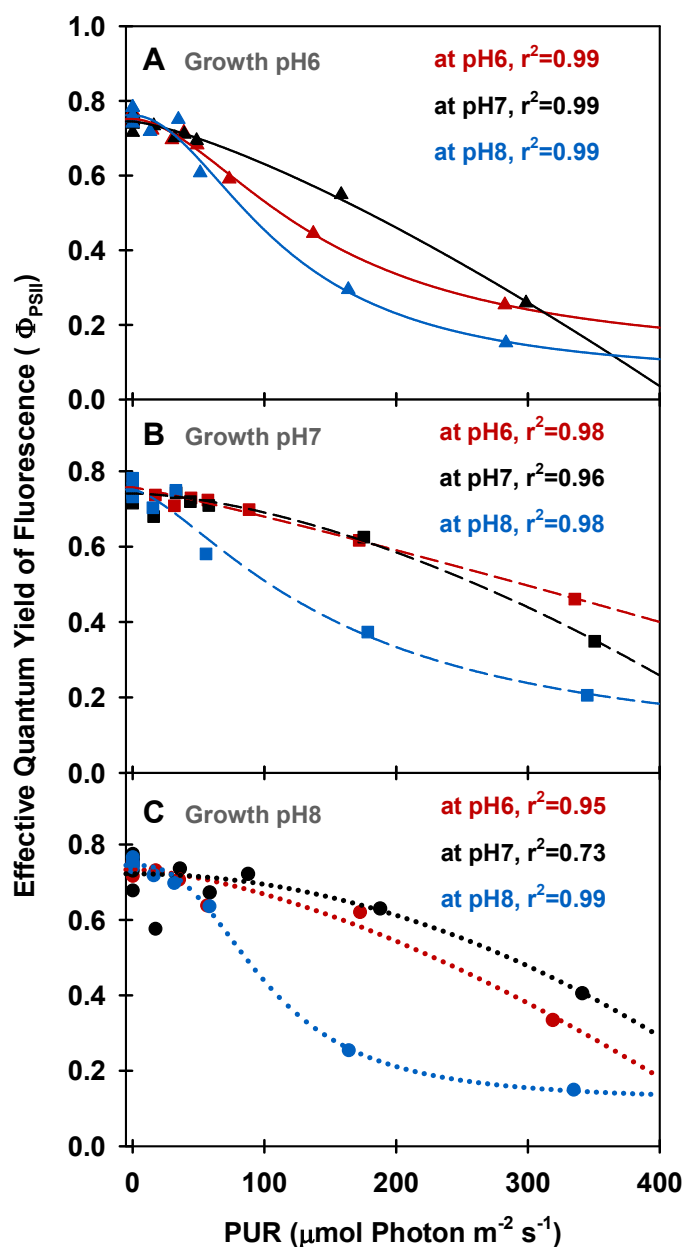 Effective Quantum Yield of Fluorescence ( Φ_PSII)
1.0
A Growth pH6
at pH6, r²=0.99
at pH7, r²=0.99
at pH8, r²=0.99
0.8
0.6
0.4
0.2
0.0
B Growth pH7
at pH6, r²=0.98
at pH7, r²=0.96
at pH8, r²=0.98
0.8
0.6
0.4
0.2
0.0
C Growth pH8
at pH6, r²=0.95
at pH7, r²=0.73
at pH8, r²=0.99
0.8
0.6
0.4
0.2
0.0
0 100 200 300 400
PUR (μmol Photon m⁻² s⁻¹)